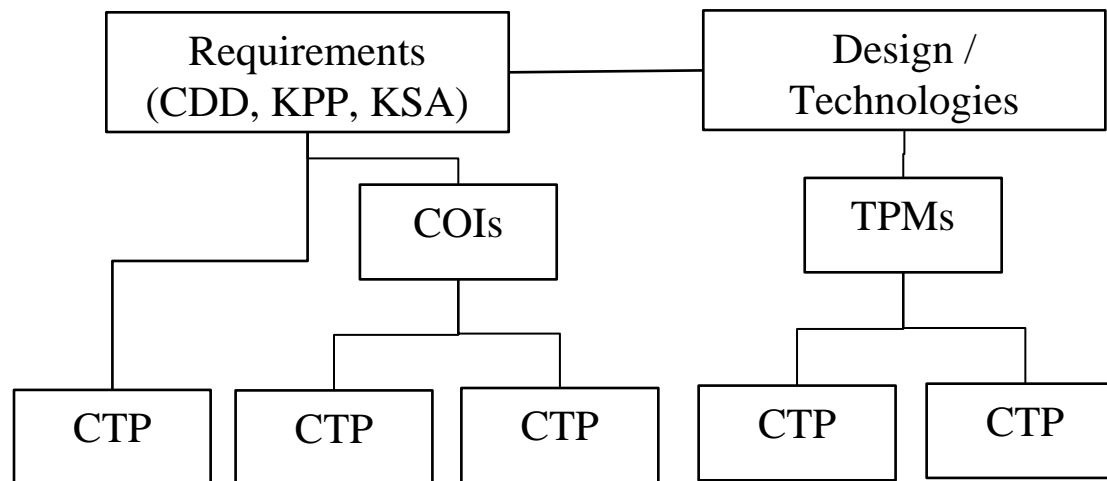 Requirements
(CDD, KPP, KSA)
Design /
Technologies
COIs
TPMs
CTP
CTP
CTP
CTP
CTP